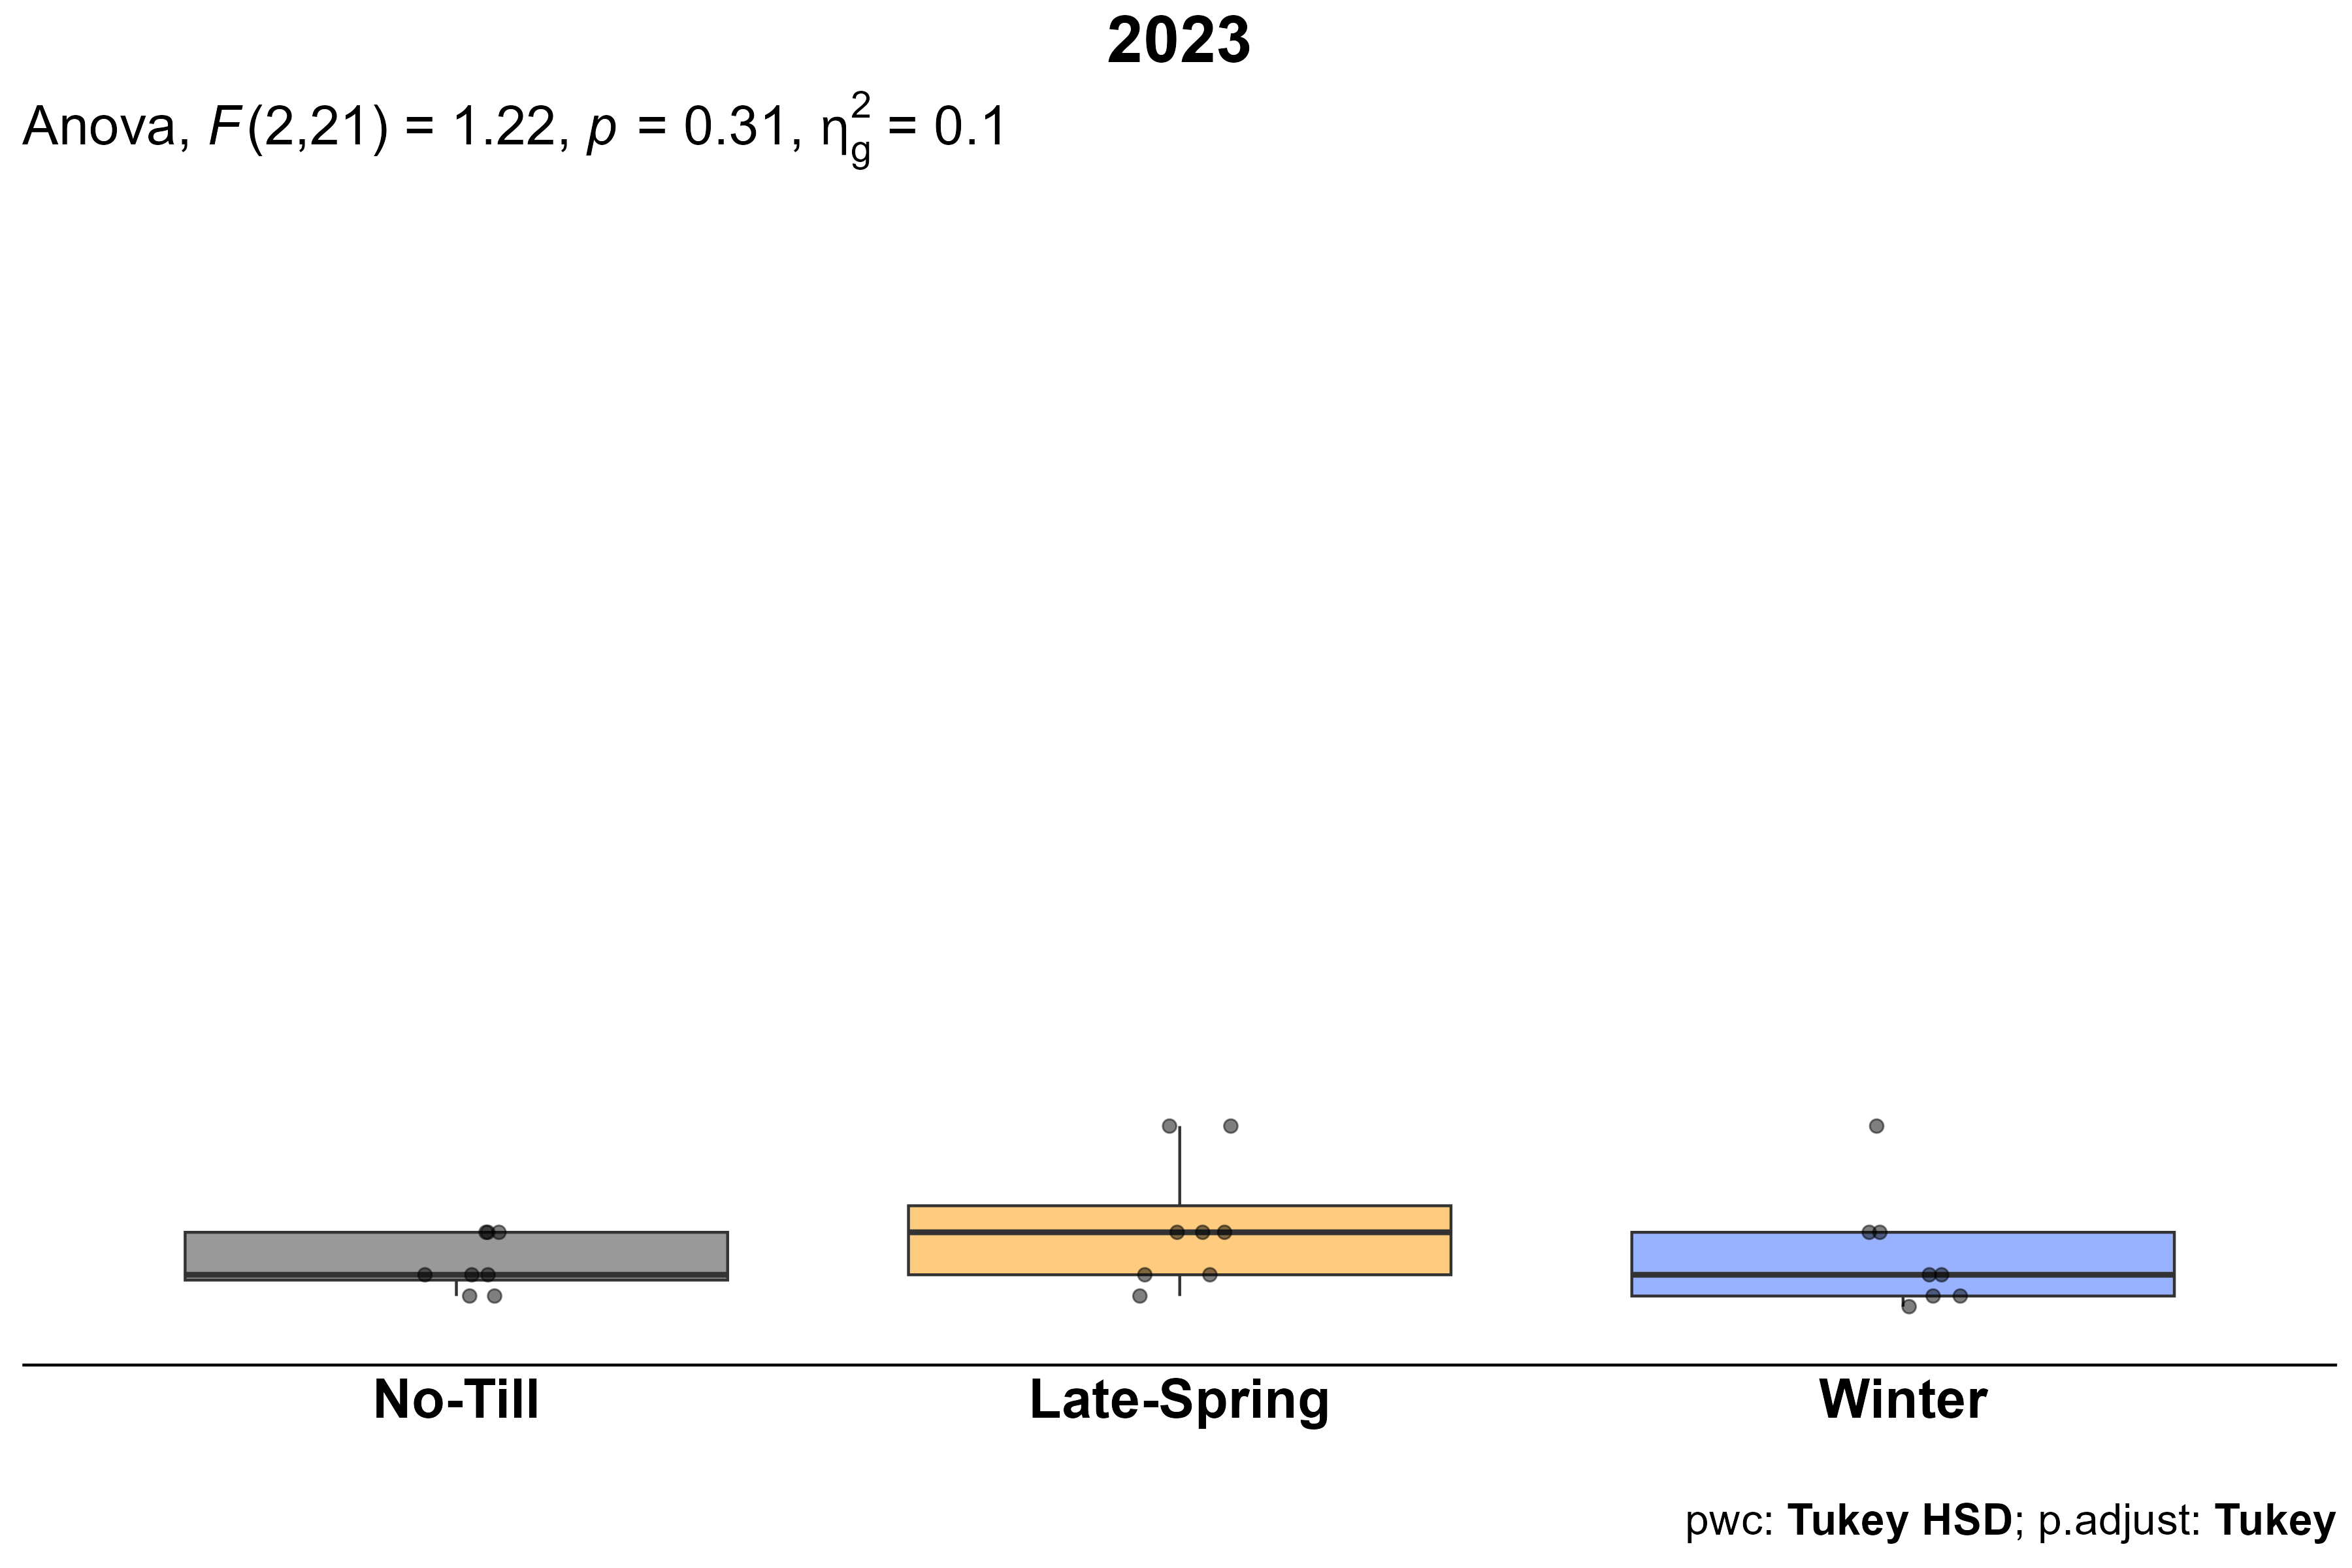 2023
Anova, F(2,21) = 1.22, p = 0.31, η²g = 0.1
No-Till Late-Spring Winter
pwc: Tukey HSD; p.adjust: Tukey